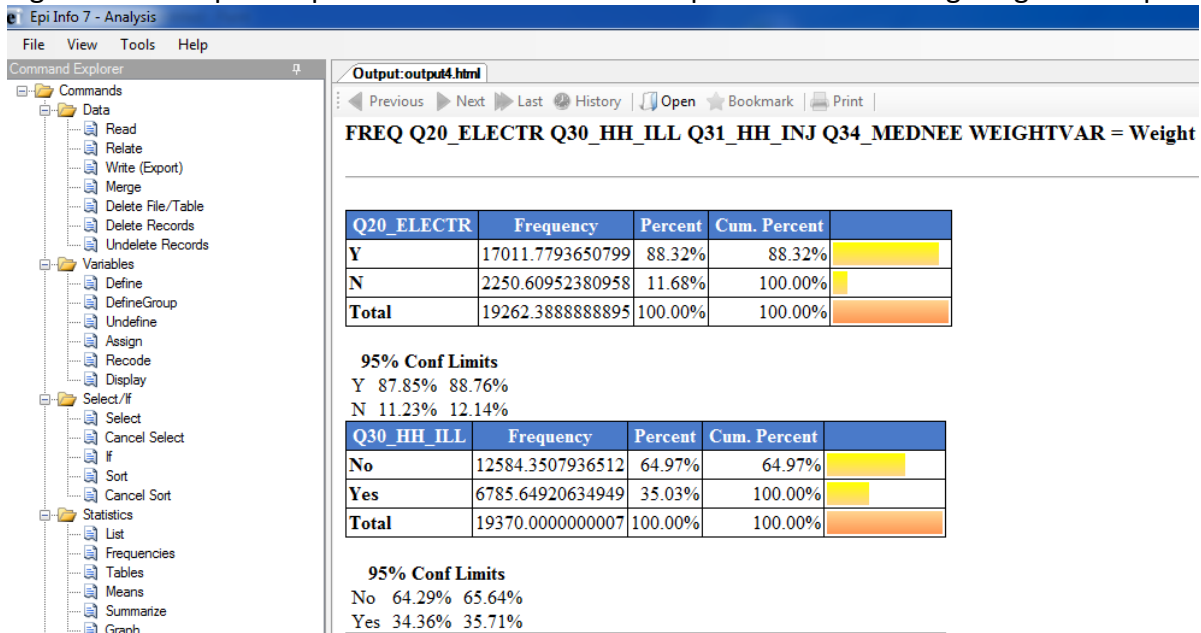 Epi Info 7 - Analysis
File View Tools Help
Command Explorer
Commands
Data
Read
Relate
Write (Export)
Merge
Delete File/Table
Delete Records
Undelete Records
Variables
Define
DefineGroup
Undefine
Assign
Recode
Display
Select/If
Select
Cancel Select
If
Sort
Cancel Sort
Statistics
List
Frequencies
Tables
Means
Summarize
Graph
Output:output4.html
Previous Next Last History Open Bookmark Print
FREQ Q20_ELECTR Q30_HH_ILL Q31_HH_INJ Q34_MEDNEE WEIGHTVAR = Weight
Q20_ELECTR Frequency Percent Cum. Percent
Y 17011.7793650799 88.32% 88.32%
N 2250.60952380958 11.68% 100.00%
Total 19262.3888888895 100.00% 100.00%
95% Conf Limits
Y 87.85% 88.76%
N 11.23% 12.14%
Q30_HH_ILL Frequency Percent Cum. Percent
No 12584.3507936512 64.97% 64.97%
Yes 6785.64920634949 35.03% 100.00%
Total 19370.0000000007 100.00% 100.00%
95% Conf Limits
No 64.29% 65.64%
Yes 34.36% 35.71%